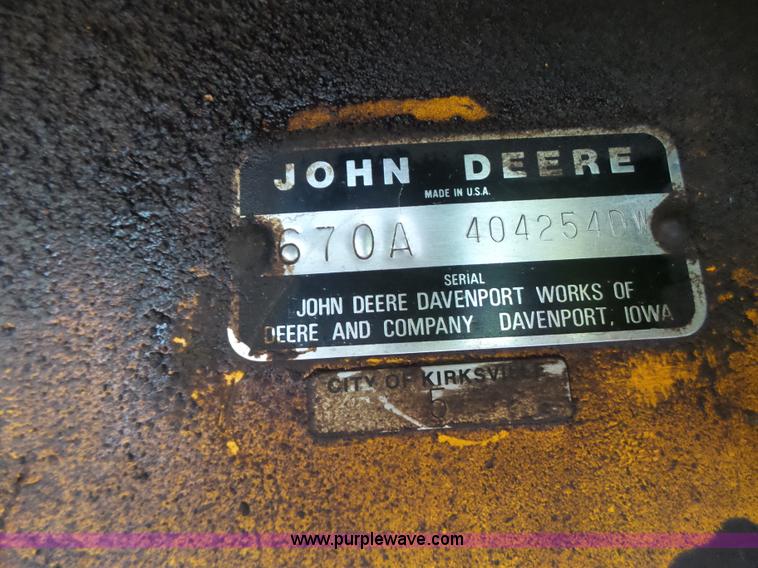 JOHN DEERE
MADE IN U.S.A.
670A 404254DW
SERIAL
JOHN DEERE DAVENPORT WORKS OF
DEERE AND COMPANY DAVENPORT, IOWA
CITY OF KIRKSVILLE
www.purplewave.com